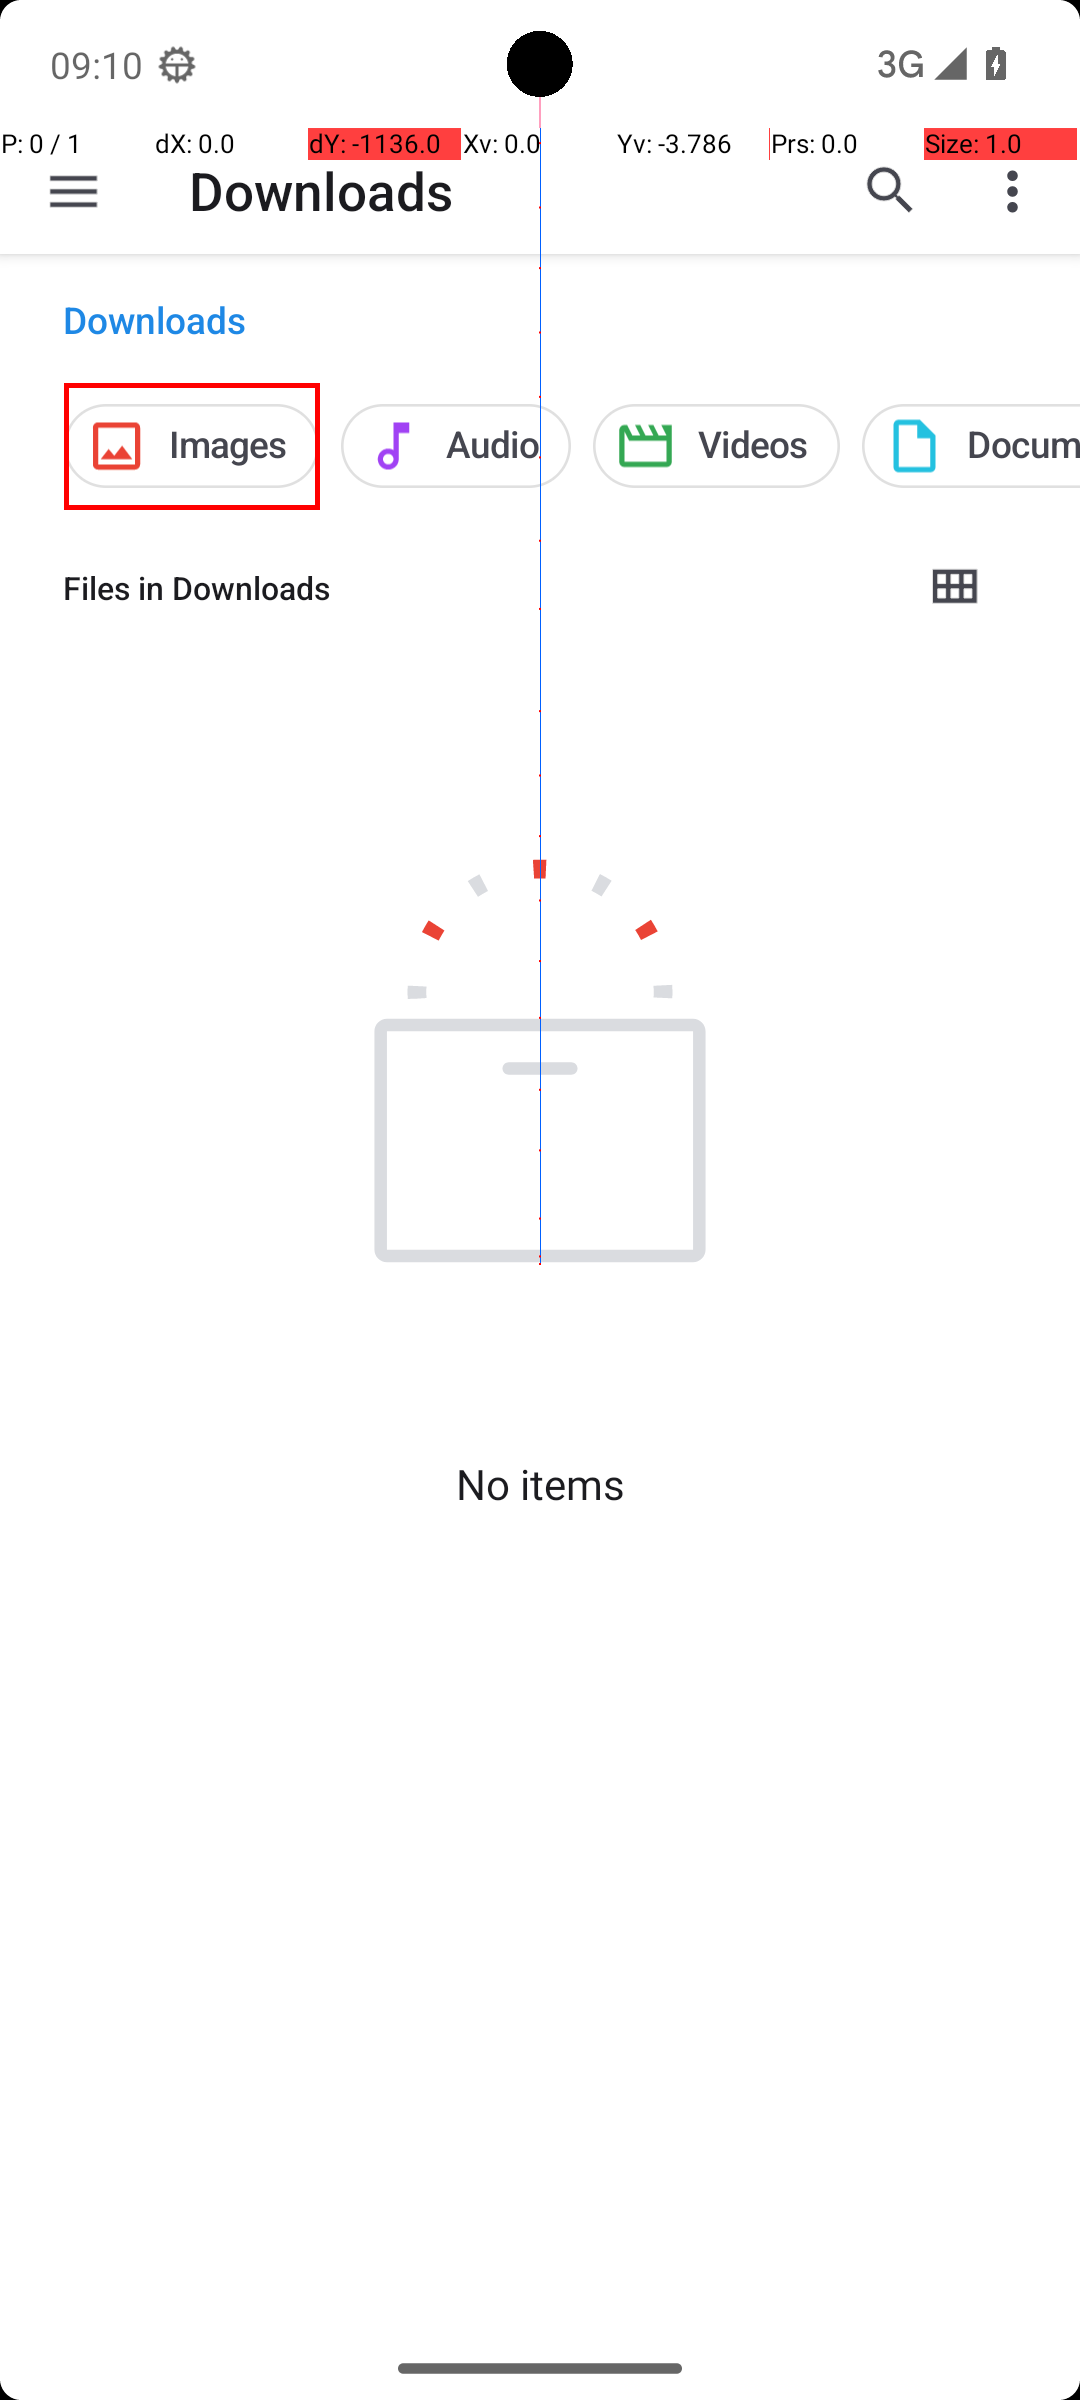 09:10 3G
P: 0 / 1 dX: 0.0 dY: -1136.0 Xv: 0.0 Yv: -3.786 Prs: 0.0 Size: 1.0
Downloads
Downloads
Images Audio Videos Docum
Files in Downloads
No items